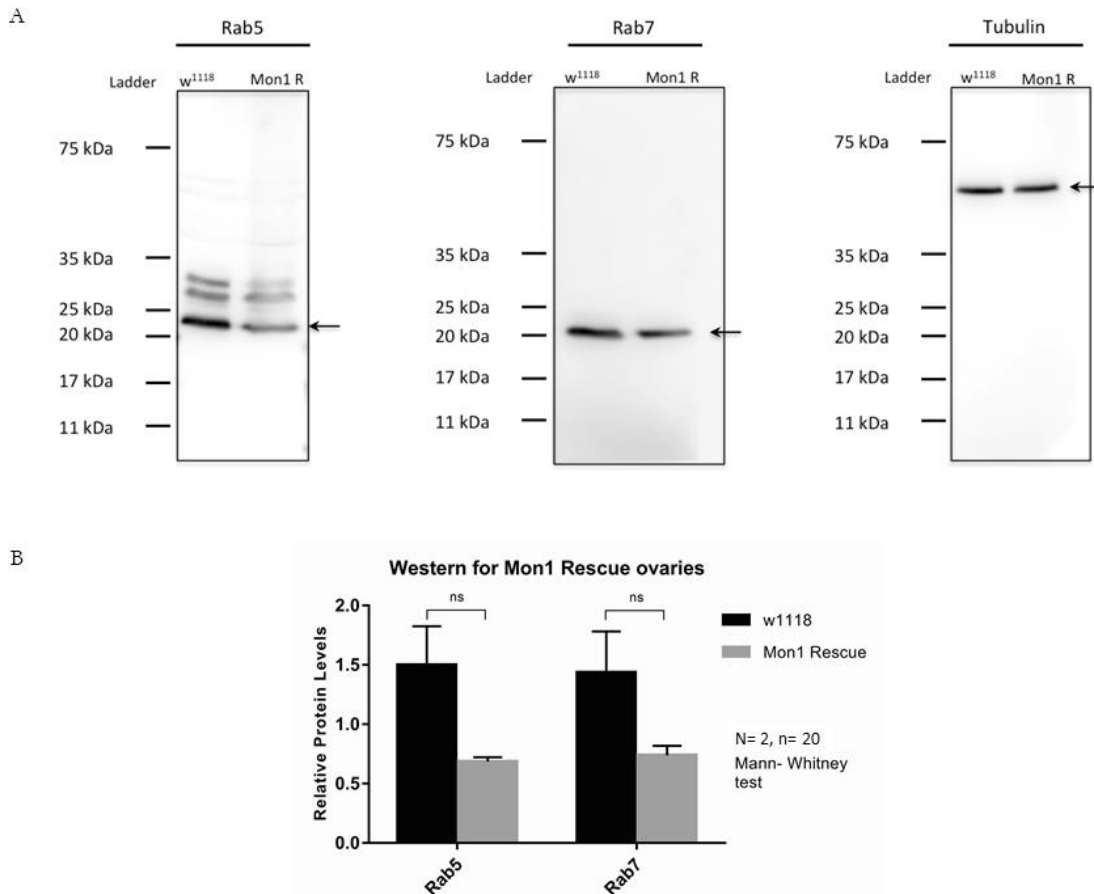 A
Rab5
Ladder w¹¹¹⁸ Mon1 R
75 kDa
35 kDa
25 kDa
20 kDa
17 kDa
11 kDa
Rab7
Ladder w¹¹¹⁸ Mon1 R
75 kDa
35 kDa
25 kDa
20 kDa
17 kDa
11 kDa
Tubulin
Ladder w¹¹¹⁸ Mon1 R
75 kDa
35 kDa
25 kDa
20 kDa
17 kDa
11 kDa
B
Western for Mon1 Rescue ovaries
Relative Protein Levels
2.0
1.5
1.0
0.5
0.0
ns
ns
Rab5
Rab7
w1118
Mon1 Rescue
N= 2, n= 20
Mann- Whitney
test